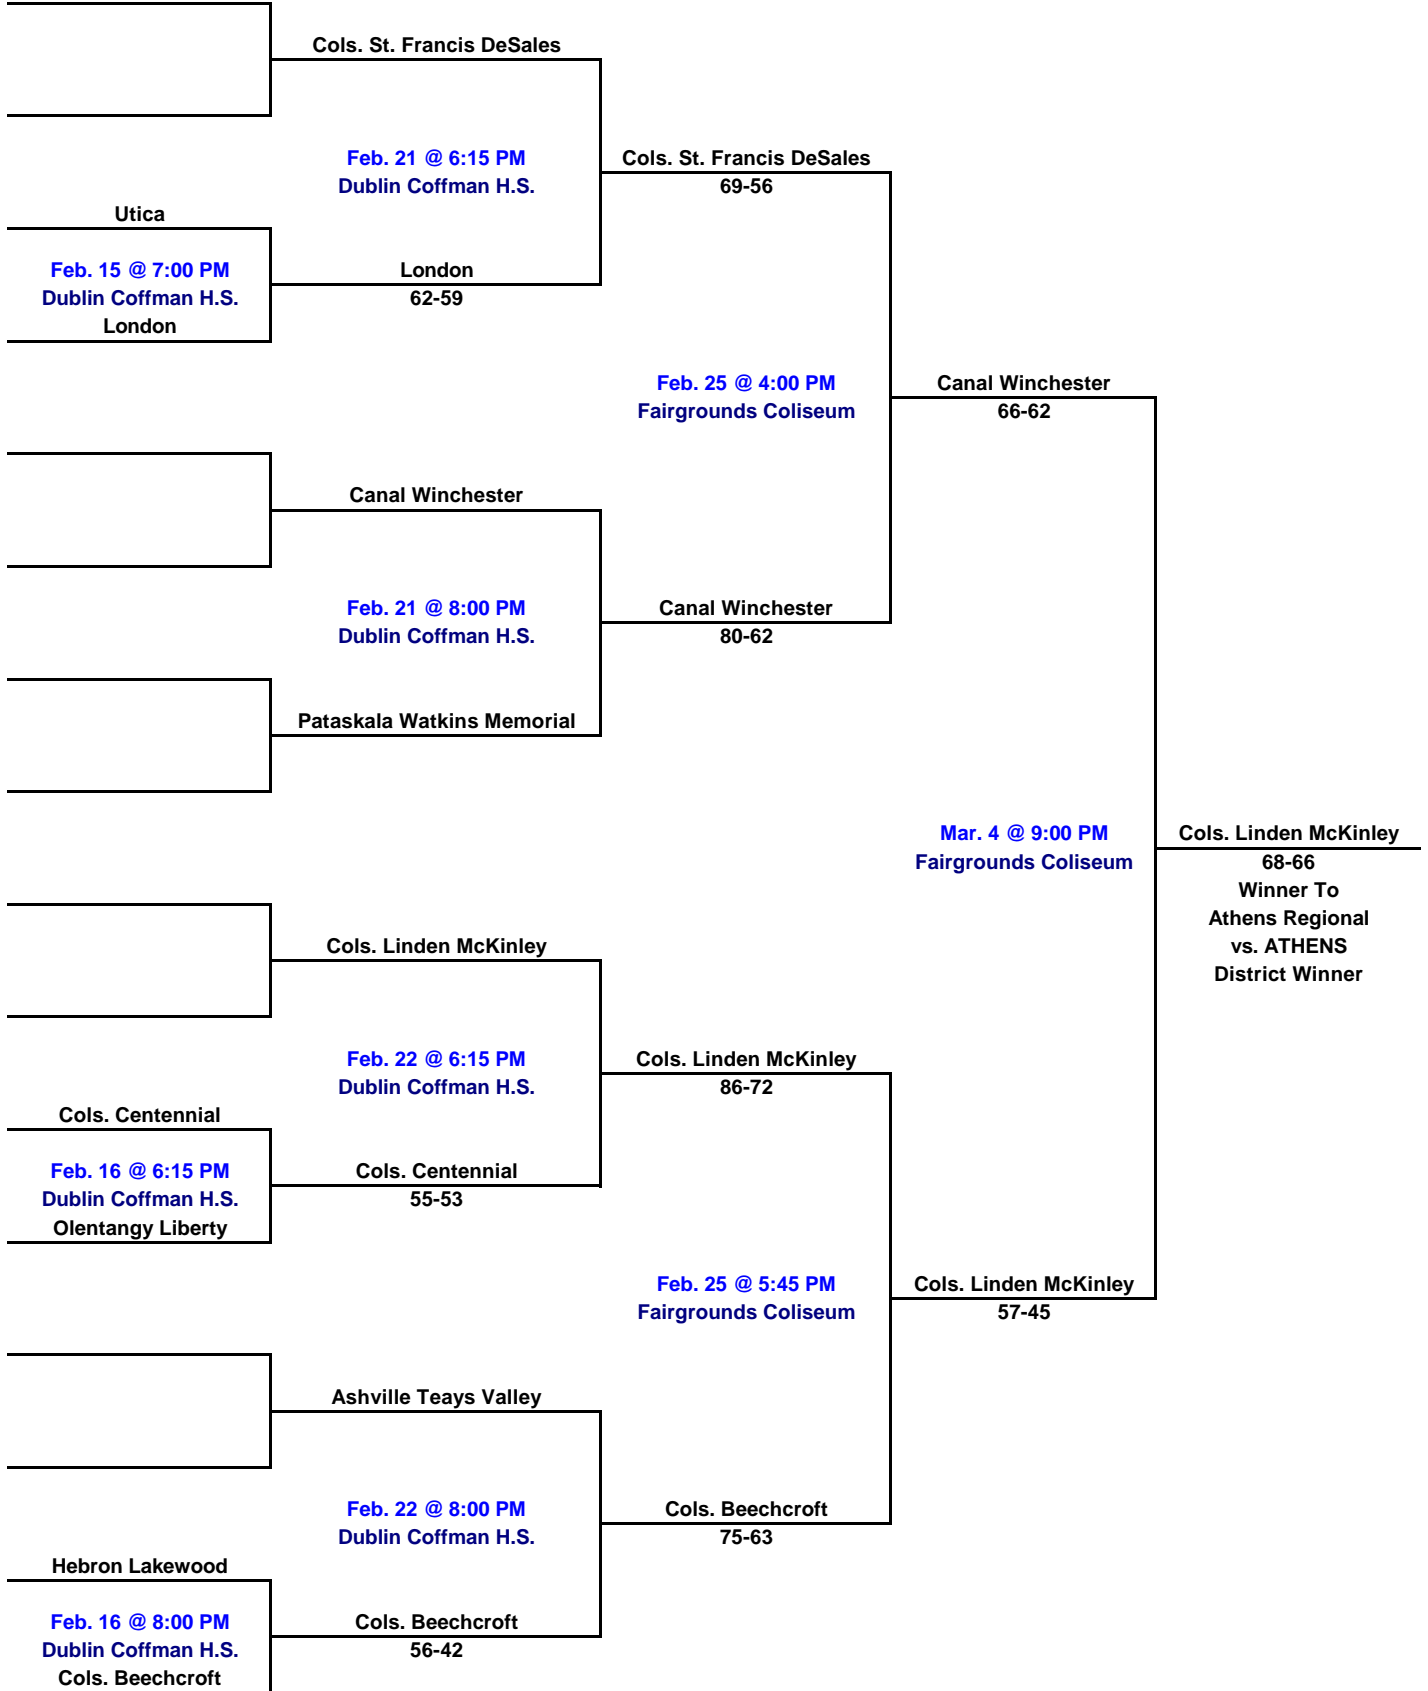 Cols. St. Francis DeSales
Feb. 21 @ 6:15 PM
Dublin Coffman H.S.
Cols. St. Francis DeSales
69-56
Utica
Feb. 15 @ 7:00 PM
Dublin Coffman H.S.
London
London
62-59
Feb. 25 @ 4:00 PM
Fairgrounds Coliseum
Canal Winchester
66-62
Canal Winchester
Feb. 21 @ 8:00 PM
Dublin Coffman H.S.
Canal Winchester
80-62
Pataskala Watkins Memorial
Mar. 4 @ 9:00 PM
Fairgrounds Coliseum
Cols. Linden McKinley
68-66
Winner To
Athens Regional
vs. ATHENS
District Winner
Cols. Linden McKinley
Feb. 22 @ 6:15 PM
Dublin Coffman H.S.
Cols. Linden McKinley
86-72
Cols. Centennial
Feb. 16 @ 6:15 PM
Dublin Coffman H.S.
Olentangy Liberty
Cols. Centennial
55-53
Feb. 25 @ 5:45 PM
Fairgrounds Coliseum
Cols. Linden McKinley
57-45
Ashville Teays Valley
Feb. 22 @ 8:00 PM
Dublin Coffman H.S.
Cols. Beechcroft
75-63
Hebron Lakewood
Feb. 16 @ 8:00 PM
Dublin Coffman H.S.
Cols. Beechcroft
Cols. Beechcroft
56-42